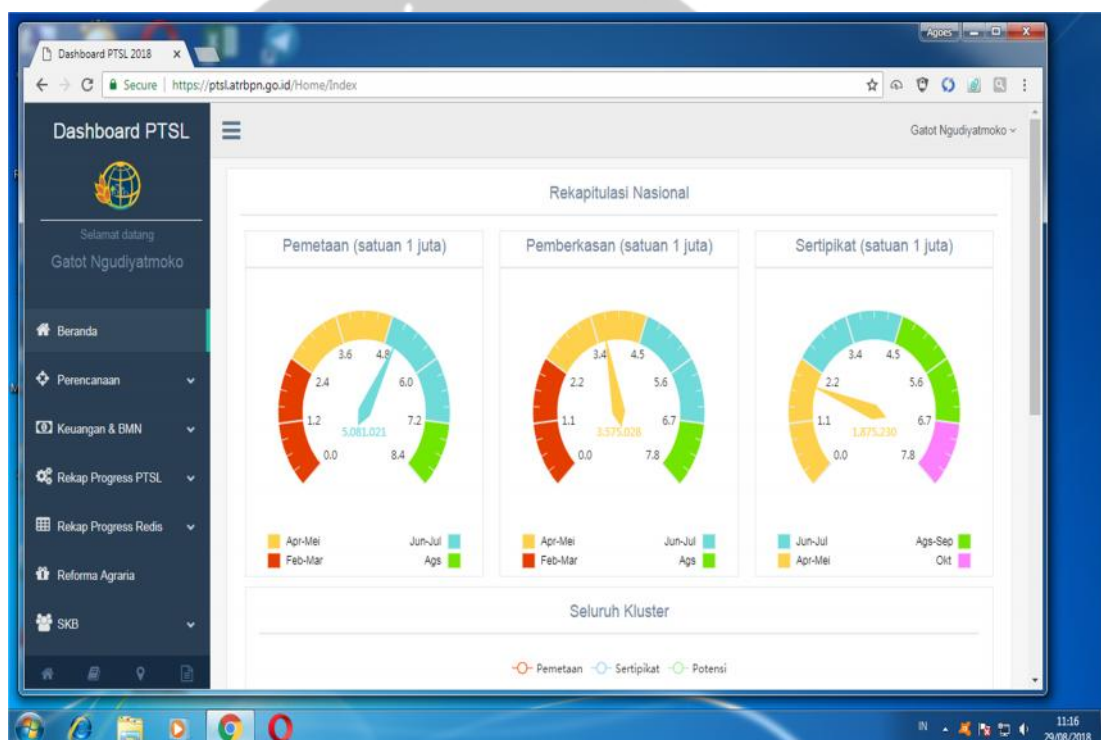 Agoes
Dashboard PTSL 2018
Secure | https://ptsl.atrbpn.go.id/Home/Index
Dashboard PTSL
Gatot Ngudiyatmoko
Selamat datang
Gatot Ngudiyatmoko
Beranda
Perencanaan
Keuangan & BMN
Rekap Progress PTSL
Rekap Progress Redis
Reforma Agraria
SKB
Rekapitulasi Nasional
Pemetaan (satuan 1 juta)
0.0
1.2
2.4
3.6
4.8
6.0
7.2
8.4
5.081.021
Apr-Mei
Jun-Jul
Feb-Mar
Ags
Pemberkasan (satuan 1 juta)
0.0
1.1
2.2
3.4
4.5
5.6
6.7
7.8
3.575.028
Apr-Mei
Jun-Jul
Feb-Mar
Ags
Sertipikat (satuan 1 juta)
0.0
1.1
2.2
3.4
4.5
5.6
6.7
7.8
1.875.230
Jun-Jul
Ags-Sep
Apr-Mei
Okt
Seluruh Kluster
Pemetaan Sertipikat Potensi
IN
11:16
29/08/2018